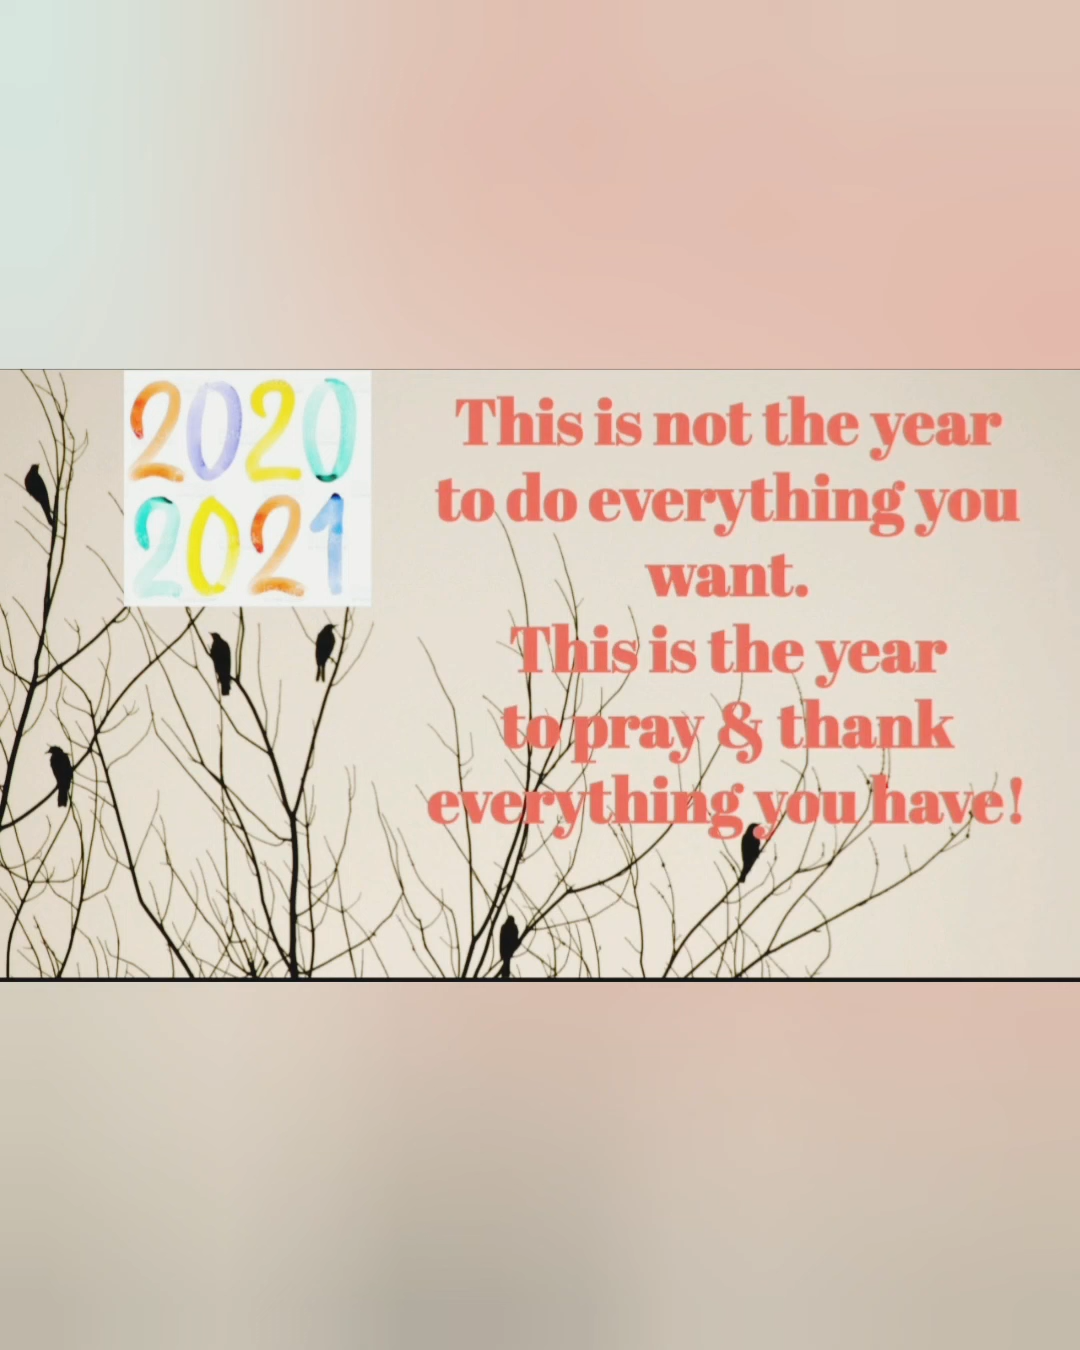 2020
2021
This is not the year
to do everything you
want.
This is the year
to pray & thank
everything you have!